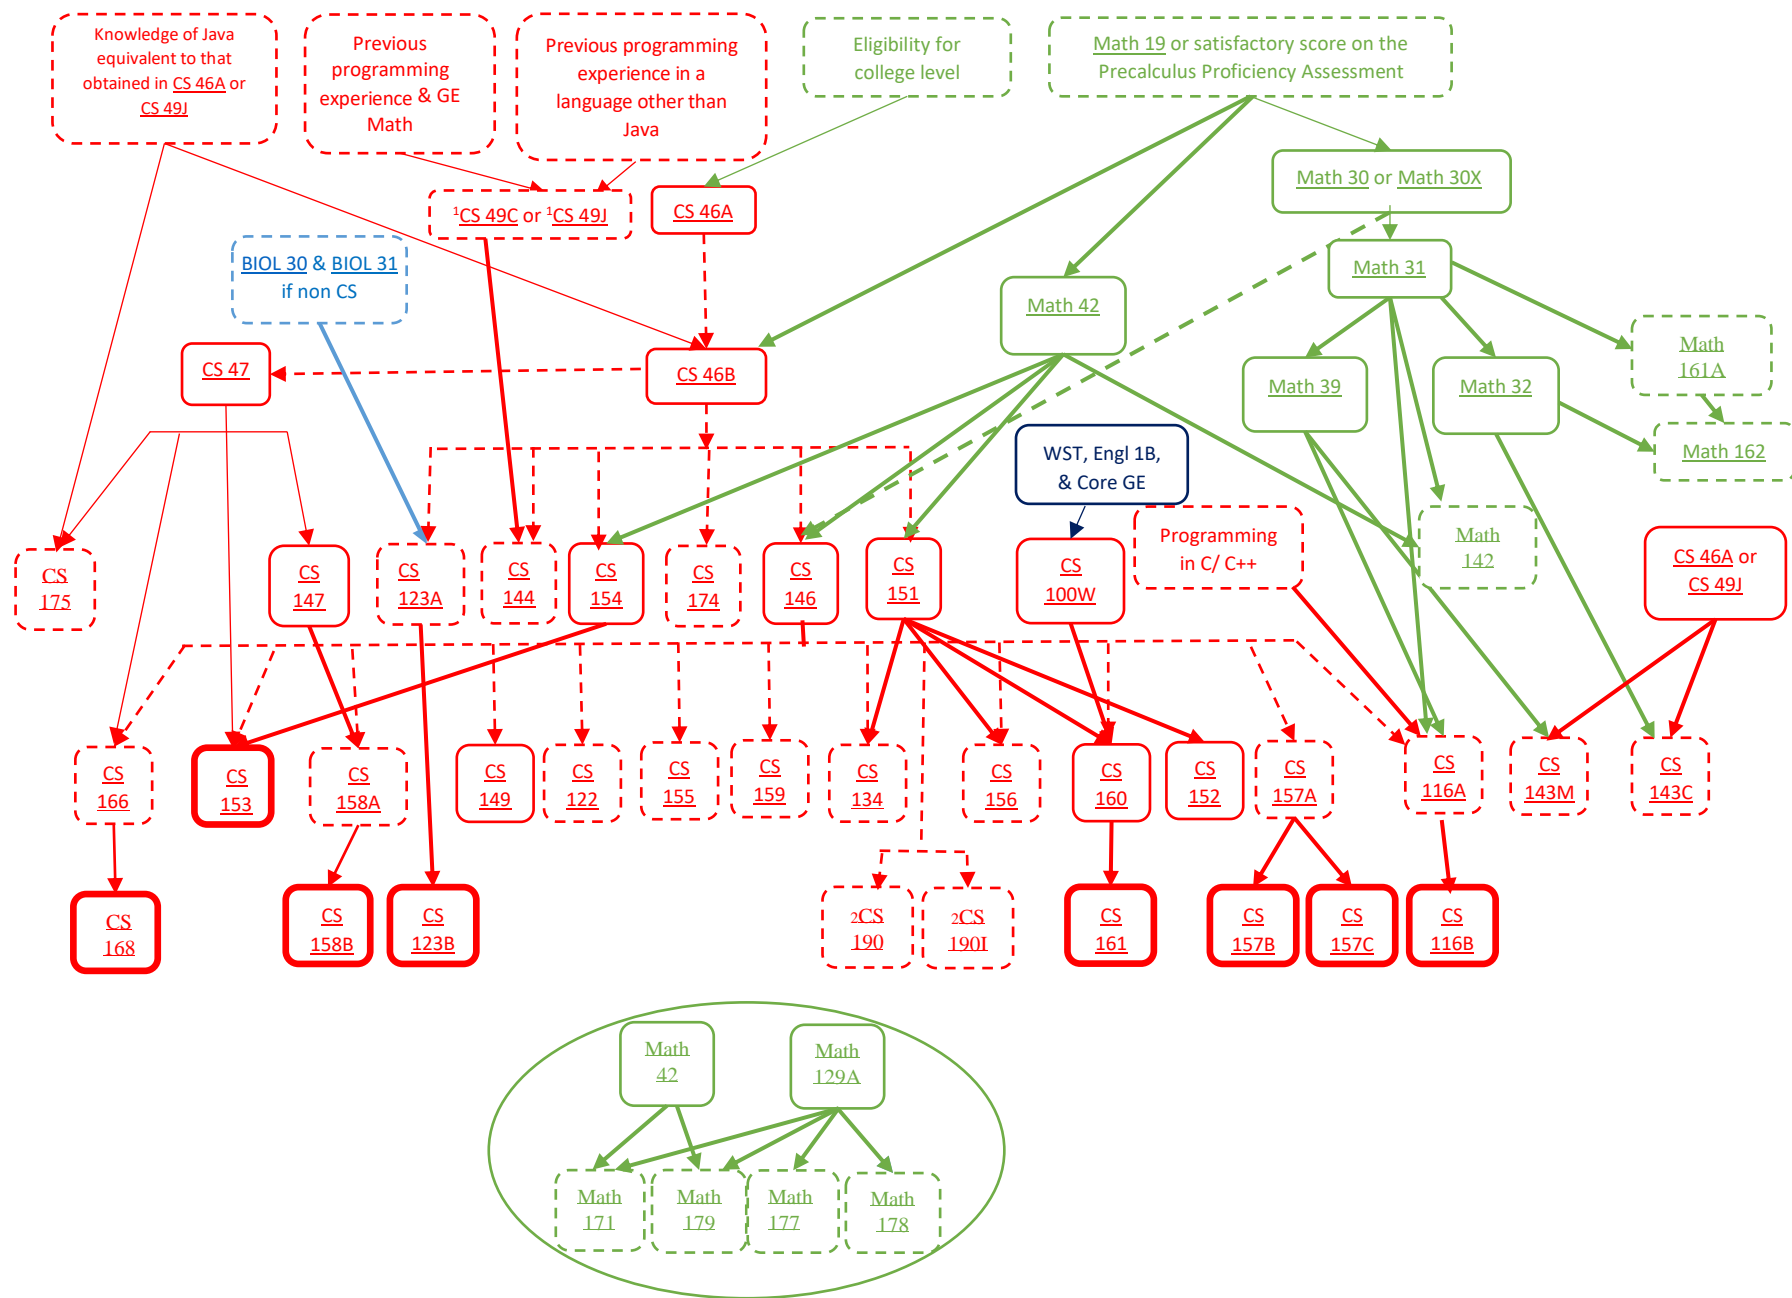 Knowledge of Java
equivalent to that
obtained in CS 46A or
CS 49J
Previous
programming
experience & GE
Math
Previous programming
experience in a
language other than
Java
Eligibility for
college level
Math 19 or satisfactory score on the
Precalculus Proficiency Assessment
¹CS 49C or ¹CS 49J
CS 46A
Math 30 or Math 30X
BIOL 30 & BIOL 31
if non CS
Math 31
Math 42
CS 47
CS 46B
Math 39
Math 32
Math
161A
Math 162
WST, Engl 1B,
& Core GE
Programming
in C/ C++
Math
142
CS 46A or
CS 49J
CS
175
CS
147
CS
123A
CS
144
CS
154
CS
174
CS
146
CS
151
CS
100W
CS
166
CS
153
CS
158A
CS
149
CS
122
CS
155
CS
159
CS
134
CS
156
CS
160
CS
152
CS
157A
CS
116A
CS
143M
CS
143C
CS
168
CS
158B
CS
123B
2CS
190
2CS
190I
CS
161
CS
157B
CS
157C
CS
116B
Math
42
Math
129A
Math
171
Math
179
Math
177
Math
178